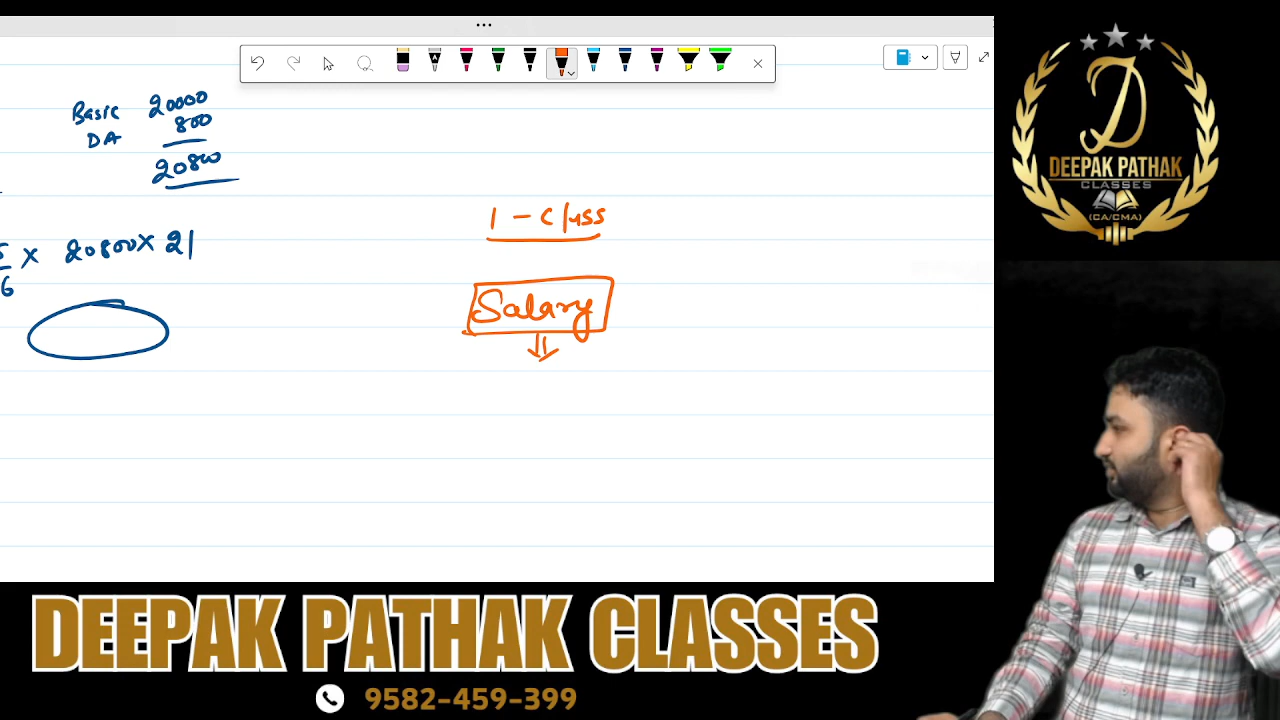 Basic 20000
DA 800
20800
6 × 20800 × 21
1 - Class
Salary
D
DEEPAK PATHAK
CLASSES
(CA/CMA)
DEEPAK PATHAK CLASSES
9582-459-399